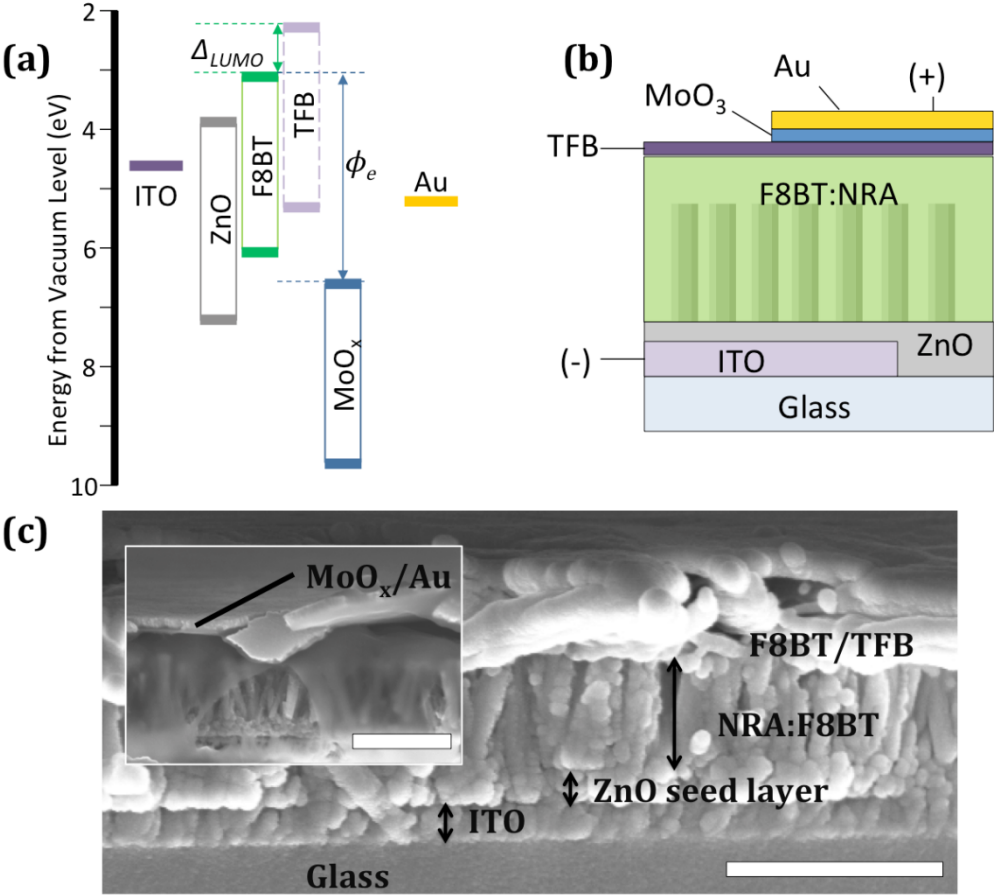 (a)
Energy from Vacuum Level (eV)
2
4
6
8
10
Δ_LUMO
ITO
ZnO
F8BT
TFB
ϕ_e
MoO_x
Au
(b)
Au
(+)
MoO_3
TFB
F8BT:NRA
(-)
ITO
ZnO
Glass
(c)
MoO_x/Au
F8BT/TFB
NRA:F8BT
ZnO seed layer
ITO
Glass